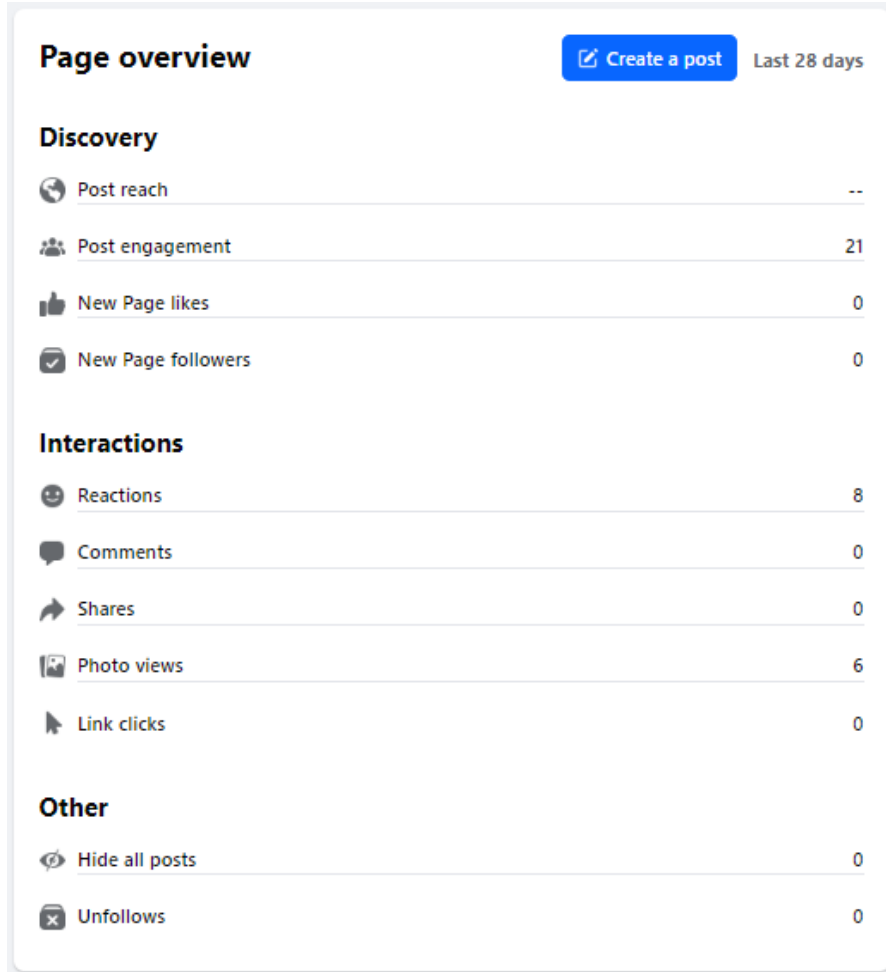 Page overview
Create a post
Last 28 days
Discovery
Post reach --
Post engagement 21
New Page likes 0
New Page followers 0
Interactions
Reactions 8
Comments 0
Shares 0
Photo views 6
Link clicks 0
Other
Hide all posts 0
Unfollows 0